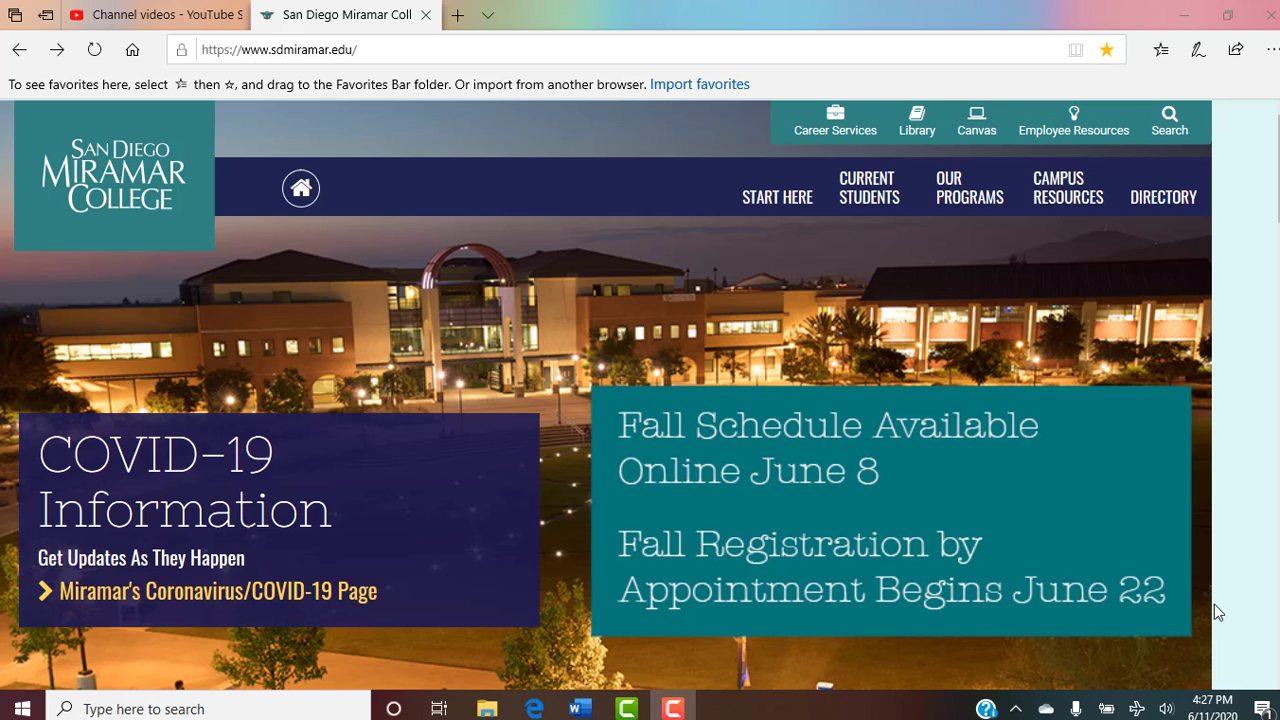 Channel videos - YouTube S
San Diego Miramar Coll
https://www.sdmiramar.edu/
To see favorites here, select then ☆, and drag to the Favorites Bar folder. Or import from another browser. Import favorites
Career Services
Library
Canvas
Employee Resources
Search
SAN DIEGO
MIRAMAR
COLLEGE
START HERE
CURRENT
STUDENTS
OUR
PROGRAMS
CAMPUS
RESOURCES
DIRECTORY
COVID-19
Information
Get Updates As They Happen
Miramar's Coronavirus/COVID-19 Page
Fall Schedule Available
Online June 8
Fall Registration by
Appointment Begins June 22
Type here to search
4:27 PM
6/11/2020